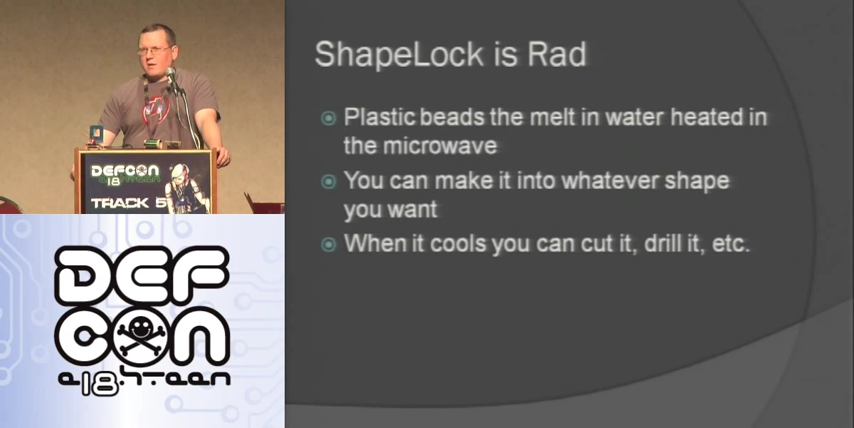 DEFCON
18
TRACK 5
DEF
CON
e18hteen
ShapeLock is Rad
Plastic beads the melt in water heated in
the microwave
You can make it into whatever shape
you want
When it cools you can cut it, drill it, etc.